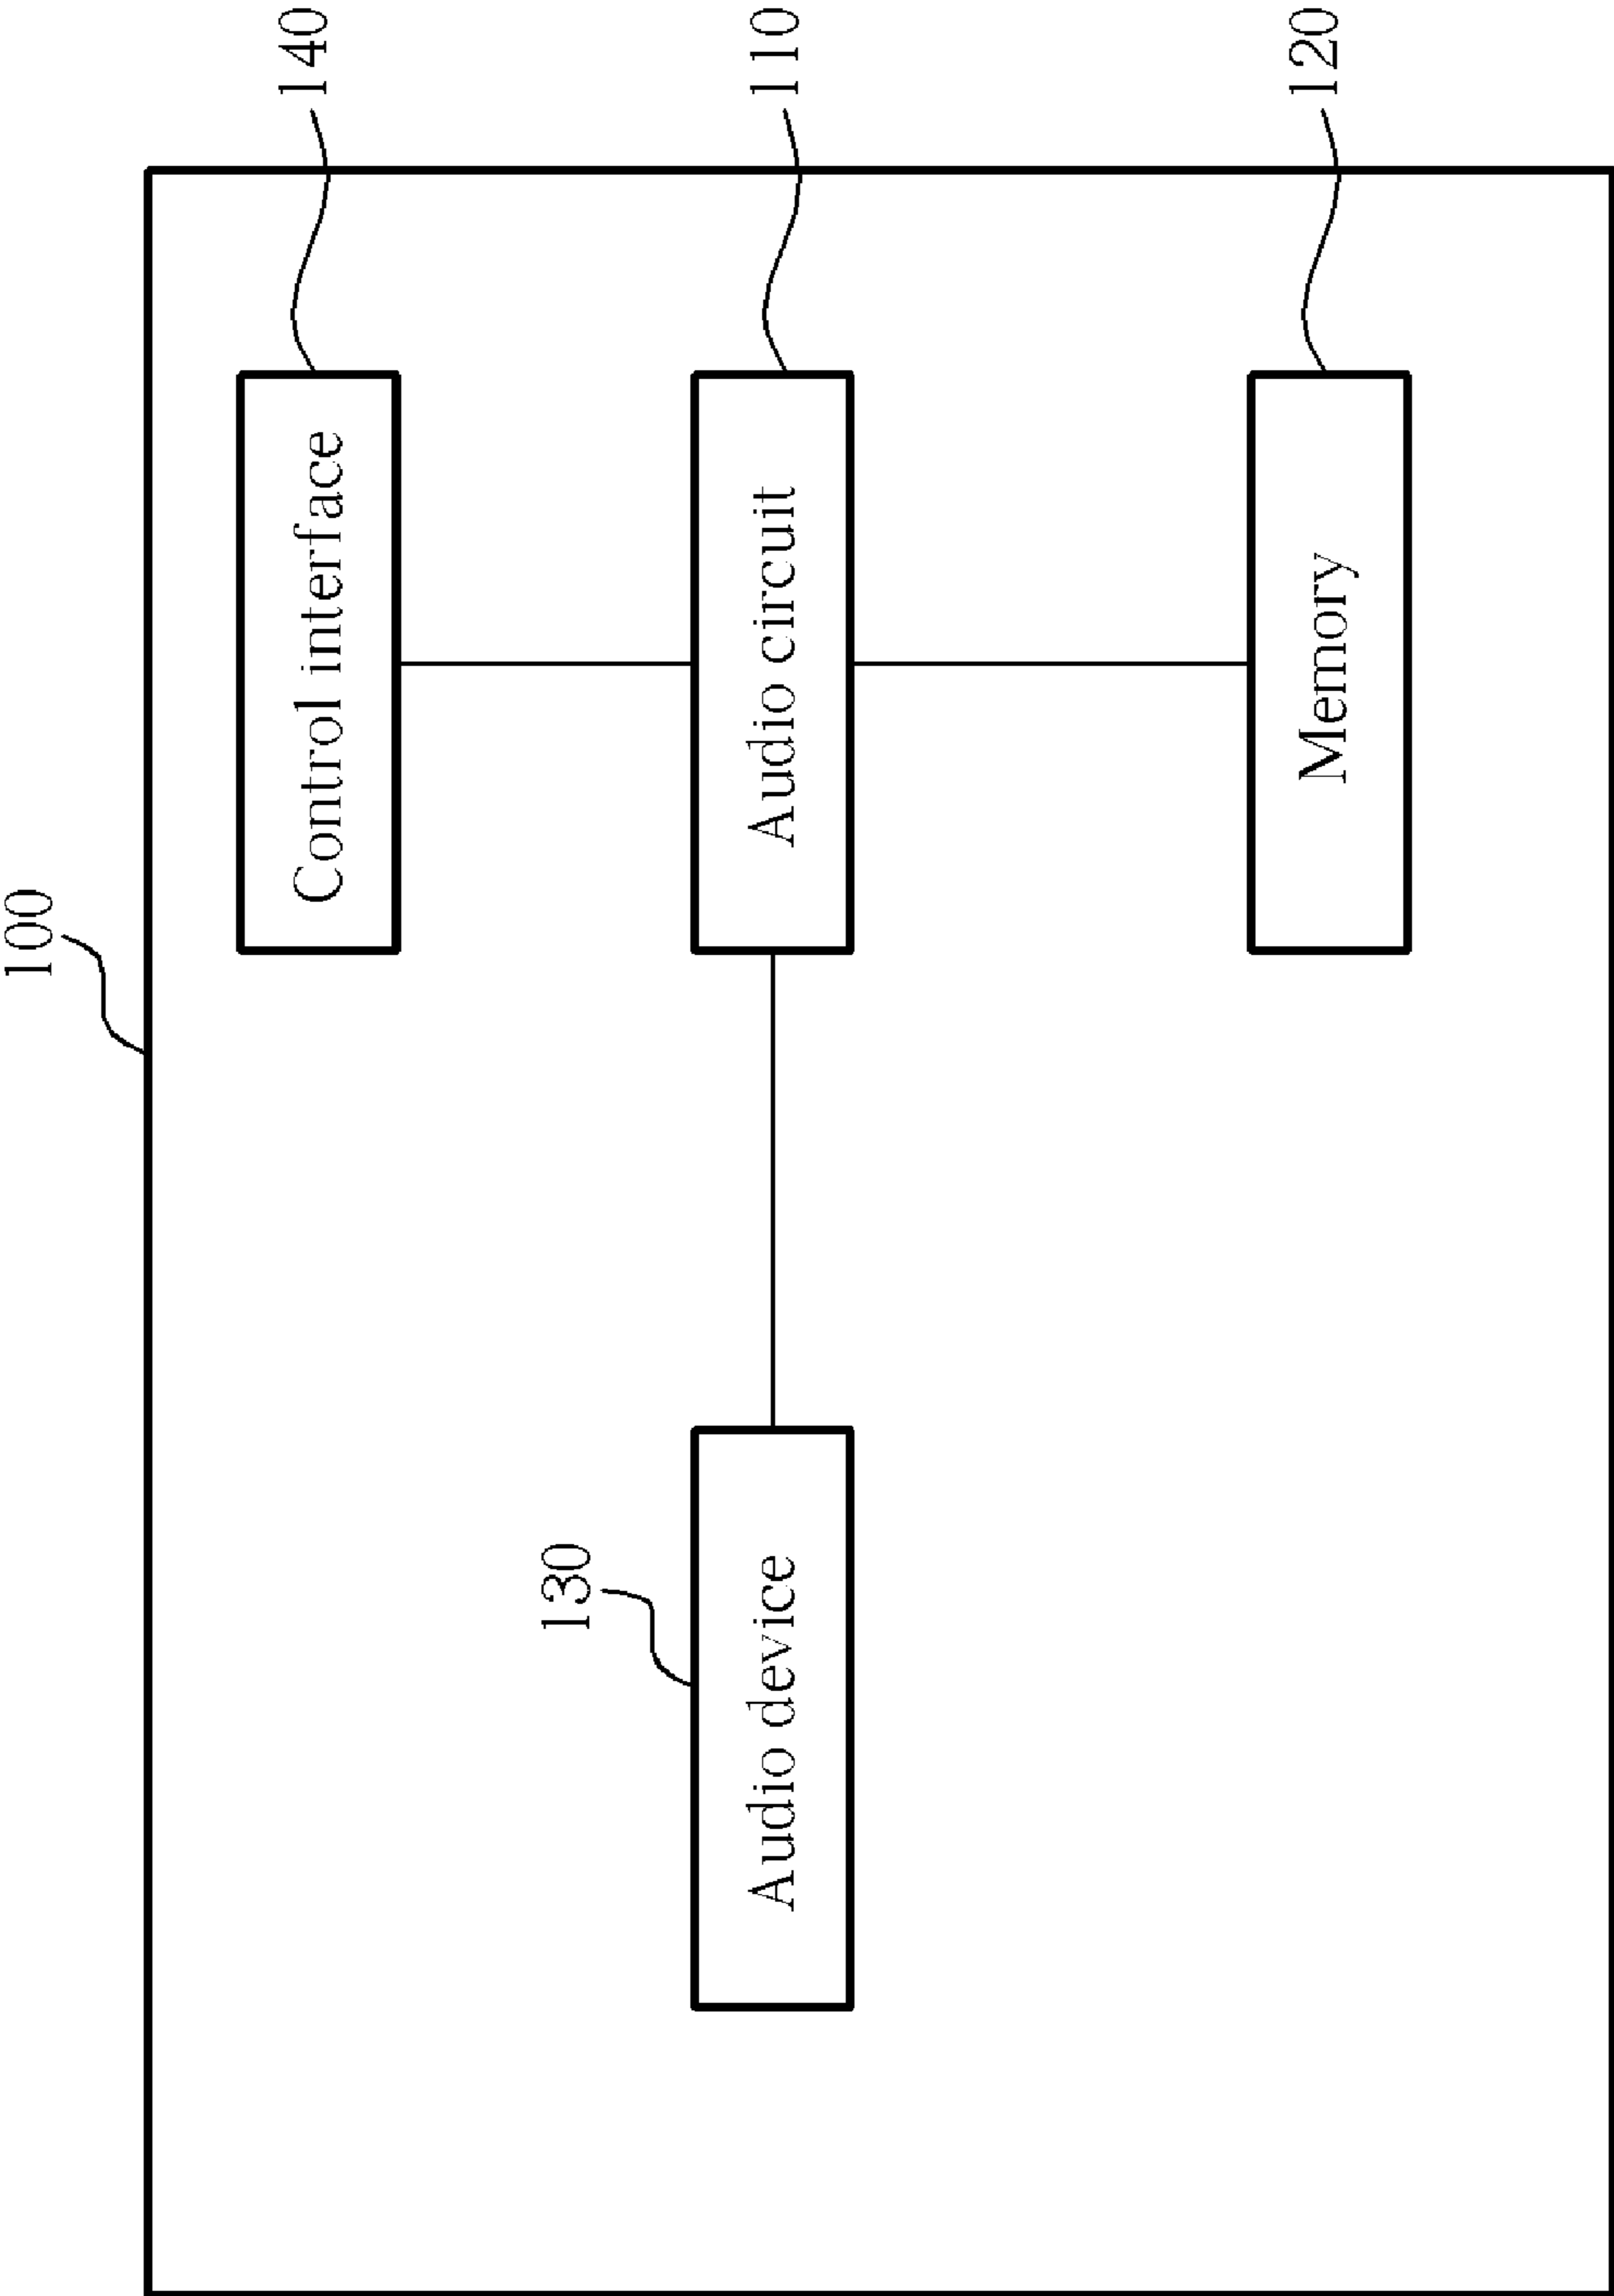 100
Control interface
140
130
Audio device
Audio circuit
110
Memory
120